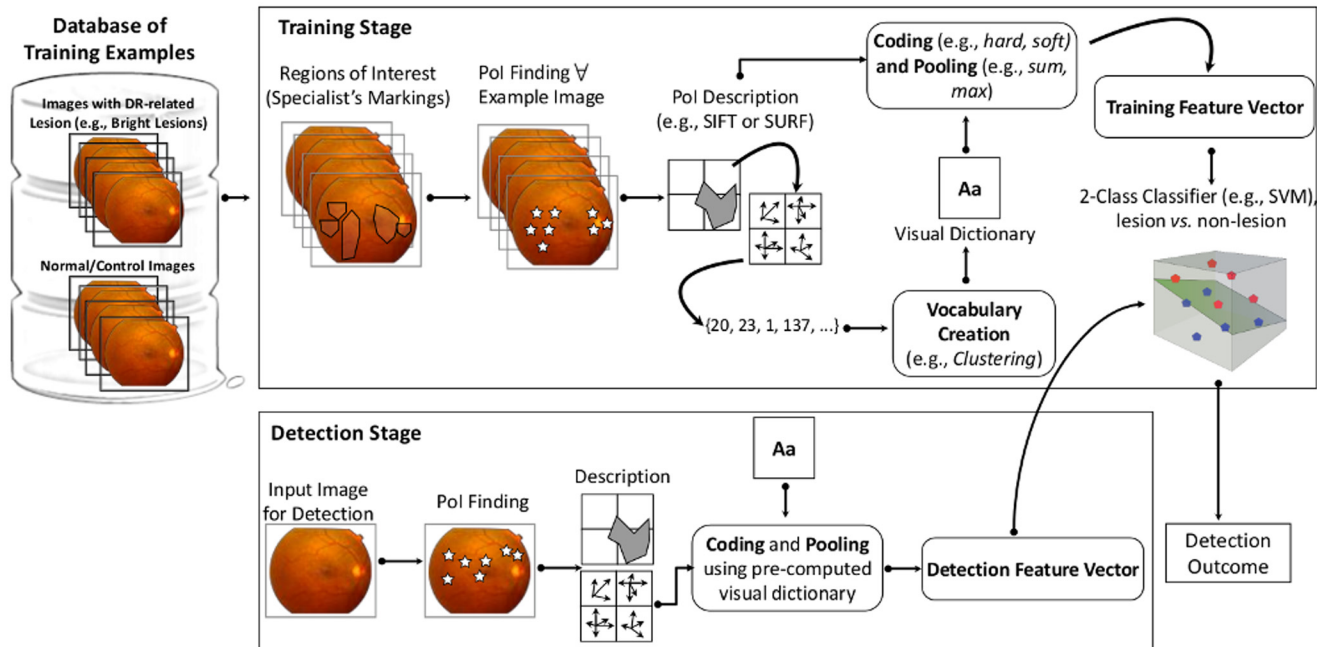 Database of
Training Examples
Images with DR-related
Lesion (e.g., Bright Lesions)
Normal/Control Images
Training Stage
Regions of Interest
(Specialist's Markings)
PoI Finding ∀
Example Image
PoI Description
(e.g., SIFT or SURF)
{20, 23, 1, 137, ...}
Coding (e.g., hard, soft)
and Pooling (e.g., sum,
max)
Aa
Visual Dictionary
Vocabulary
Creation
(e.g., Clustering)
Training Feature Vector
2-Class Classifier (e.g., SVM),
lesion vs. non-lesion
Detection Stage
Input Image
for Detection
PoI Finding
Description
Aa
Coding and Pooling
using pre-computed
visual dictionary
Detection Feature Vector
Detection
Outcome